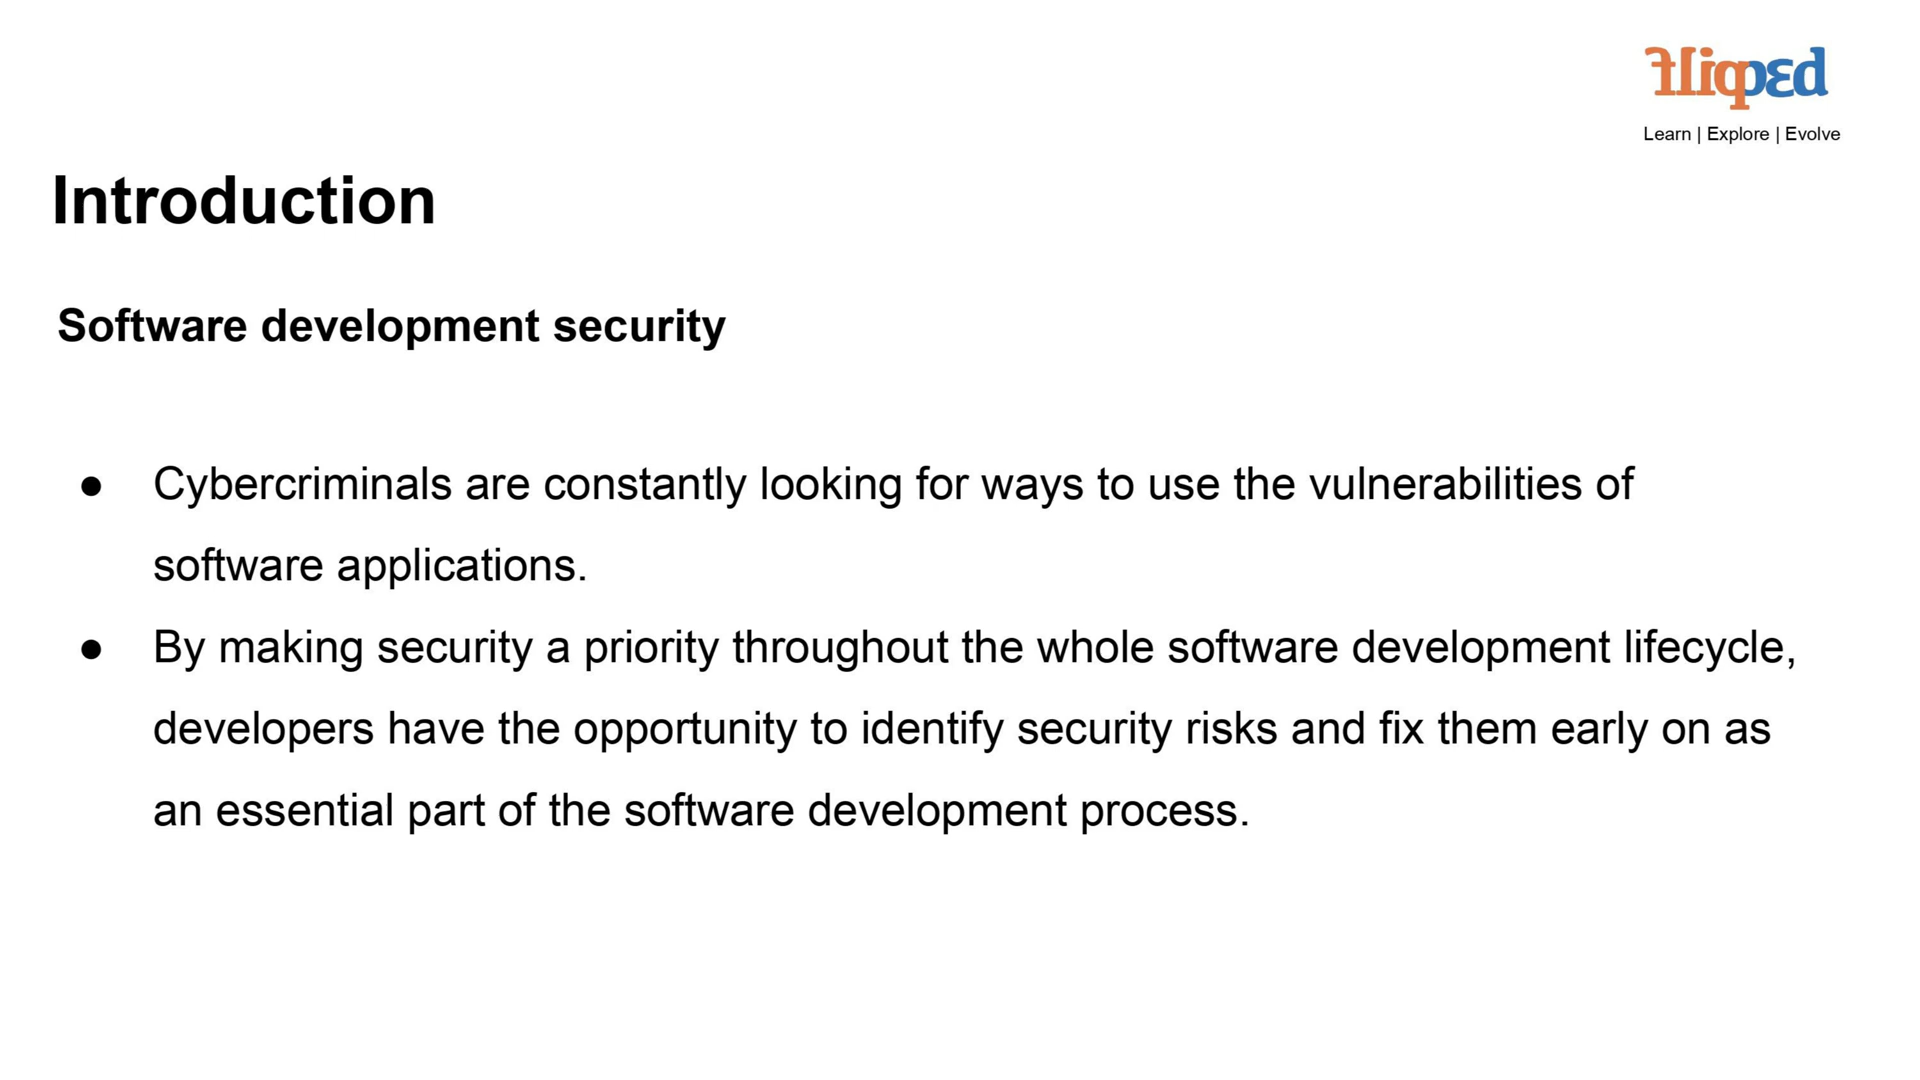 fliqped
Learn | Explore | Evolve
Introduction
Software development security
● Cybercriminals are constantly looking for ways to use the vulnerabilities of
software applications.
● By making security a priority throughout the whole software development lifecycle,
developers have the opportunity to identify security risks and fix them early on as
an essential part of the software development process.